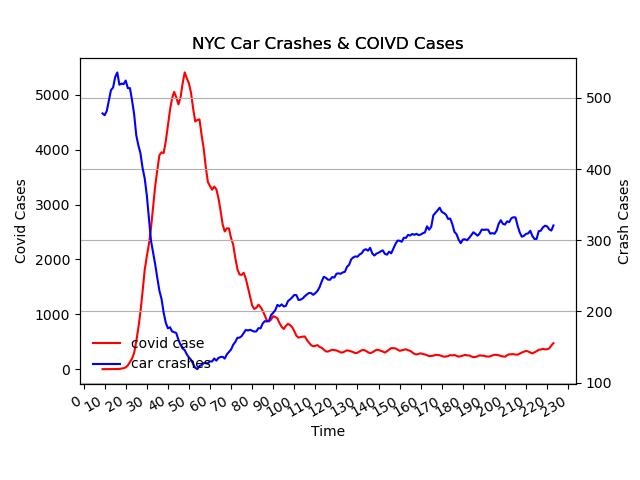 NYC Car Crashes & COIVD Cases
5000
4000
3000
2000
1000
0
Covid Cases
500
400
300
200
100
Crash Cases
covid case
car crashes
0 10 20 30 40 50 60 70 80 90 100 110 120 130 140 150 160 170 180 190 200 210 220 230
Time